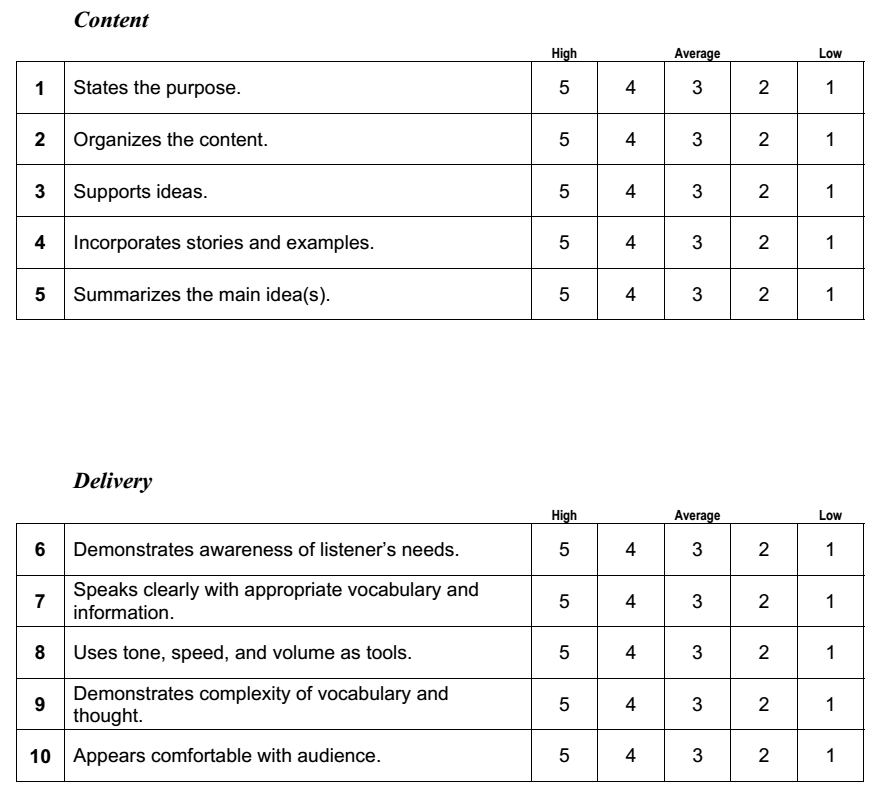 Content
High Average Low
1 States the purpose. 5 4 3 2 1
2 Organizes the content. 5 4 3 2 1
3 Supports ideas. 5 4 3 2 1
4 Incorporates stories and examples. 5 4 3 2 1
5 Summarizes the main idea(s). 5 4 3 2 1
Delivery
High Average Low
6 Demonstrates awareness of listener's needs. 5 4 3 2 1
7 Speaks clearly with appropriate vocabulary and
information. 5 4 3 2 1
8 Uses tone, speed, and volume as tools. 5 4 3 2 1
9 Demonstrates complexity of vocabulary and
thought. 5 4 3 2 1
10 Appears comfortable with audience. 5 4 3 2 1